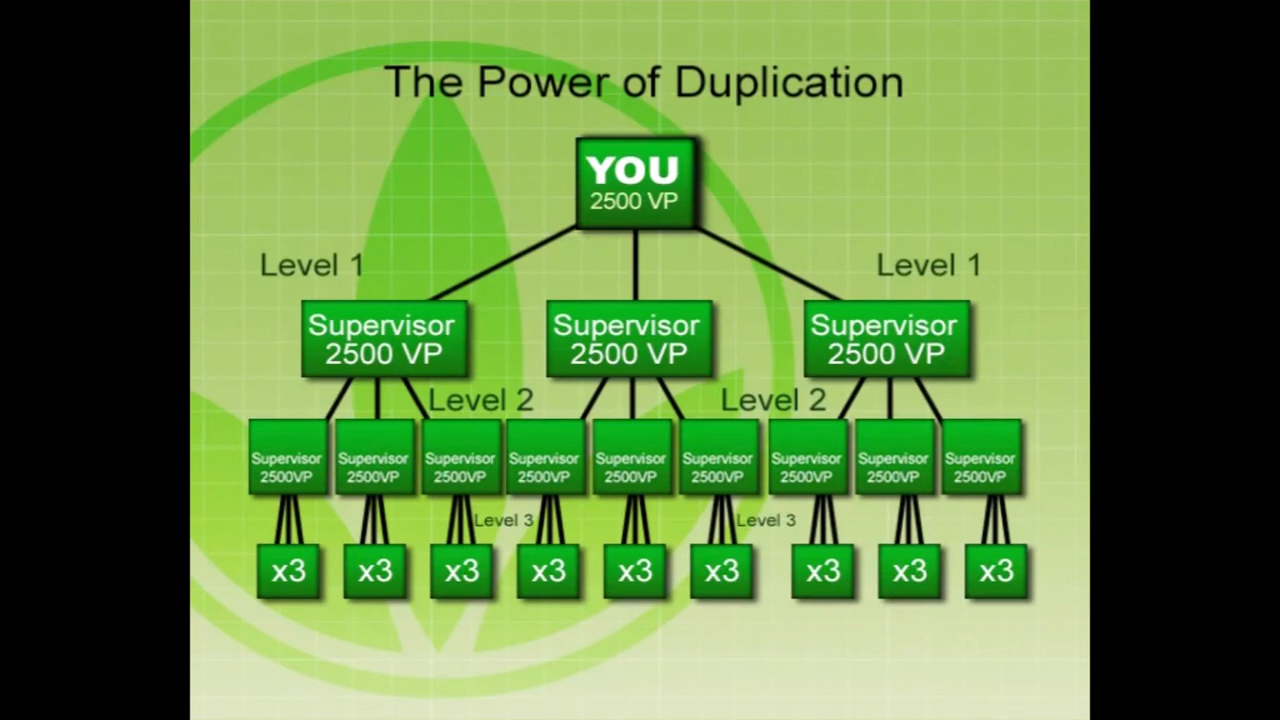 The Power of Duplication
YOU
2500 VP
Level 1
Level 1
Supervisor
2500 VP
Supervisor
2500 VP
Supervisor
2500 VP
Level 2
Level 2
Supervisor
2500VP
Supervisor
2500VP
Supervisor
2500VP
Supervisor
2500VP
Supervisor
2500VP
Supervisor
2500VP
Supervisor
2500VP
Supervisor
2500VP
Supervisor
2500VP
Level 3
Level 3
x3
x3
x3
x3
x3
x3
x3
x3
x3